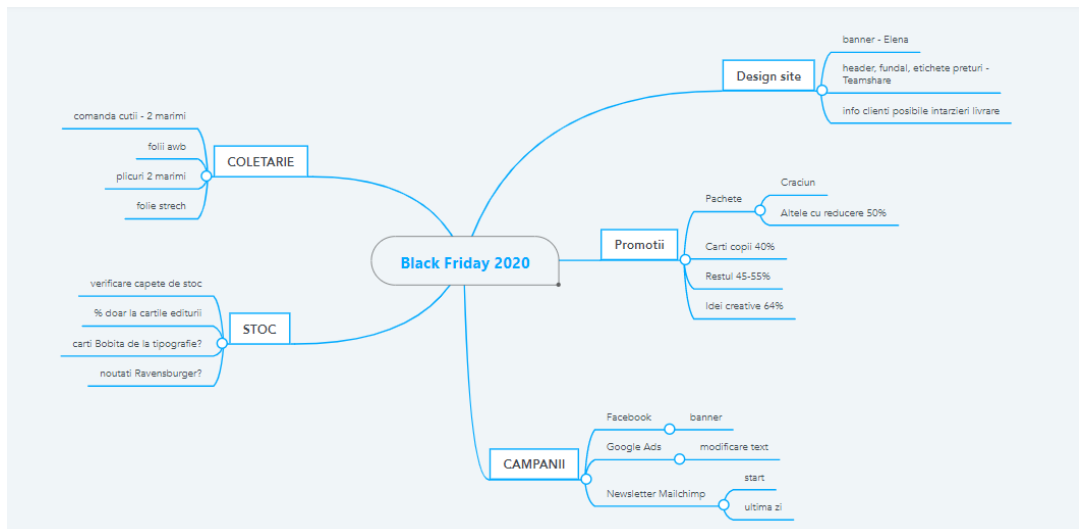 Black Friday 2020
Design site
banner - Elena
header, fundal, etichete preturi -
Teamshare
info clienti posibile intarzieri livrare
Promotii
Pachete
Craciun
Altele cu reducere 50%
Carti copii 40%
Restul 45-55%
Idei creative 64%
CAMPANII
Facebook
banner
Google Ads
modificare text
Newsletter Mailchimp
start
ultima zi
COLETARIE
comanda cutii - 2 marimi
folii awb
plicuri 2 marimi
folie strech
STOC
verificare capete de stoc
% doar la cartile editurii
carti Bobita de la tipografie?
noutati Ravensburger?